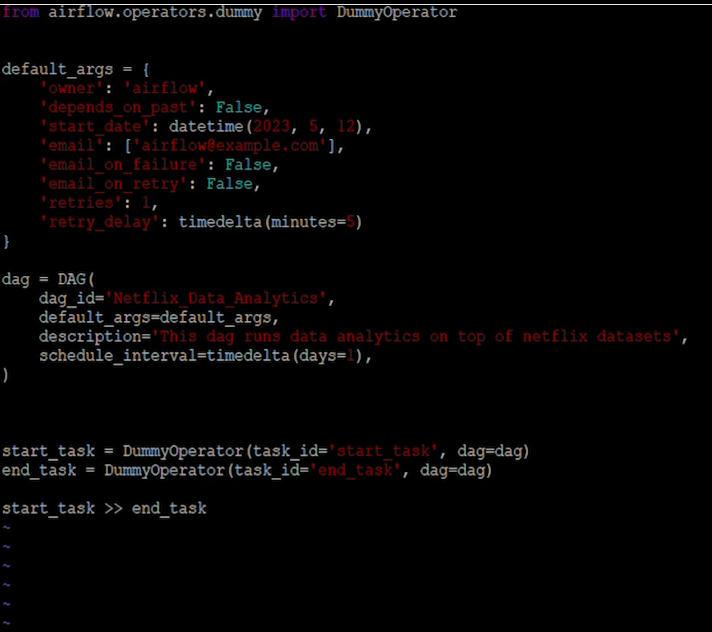 from airflow.operators.dummy import DummyOperator
default_args = {
    'owner': 'airflow',
    'depends_on_past': False,
    'start_date': datetime(2023, 5, 12),
    'email': ['airflow@example.com'],
    'email_on_failure': False,
    'email_on_retry': False,
    'retries': 1,
    'retry_delay': timedelta(minutes=5)
}
dag = DAG(
    dag_id='Netflix_Data_Analytics',
    default_args=default_args,
    description='This dag runs data analytics on top of netflix datasets',
    schedule_interval=timedelta(days=1),
)
start_task = DummyOperator(task_id='start_task', dag=dag)
end_task = DummyOperator(task_id='end_task', dag=dag)
start_task >> end_task
~
~
~
~
~
~